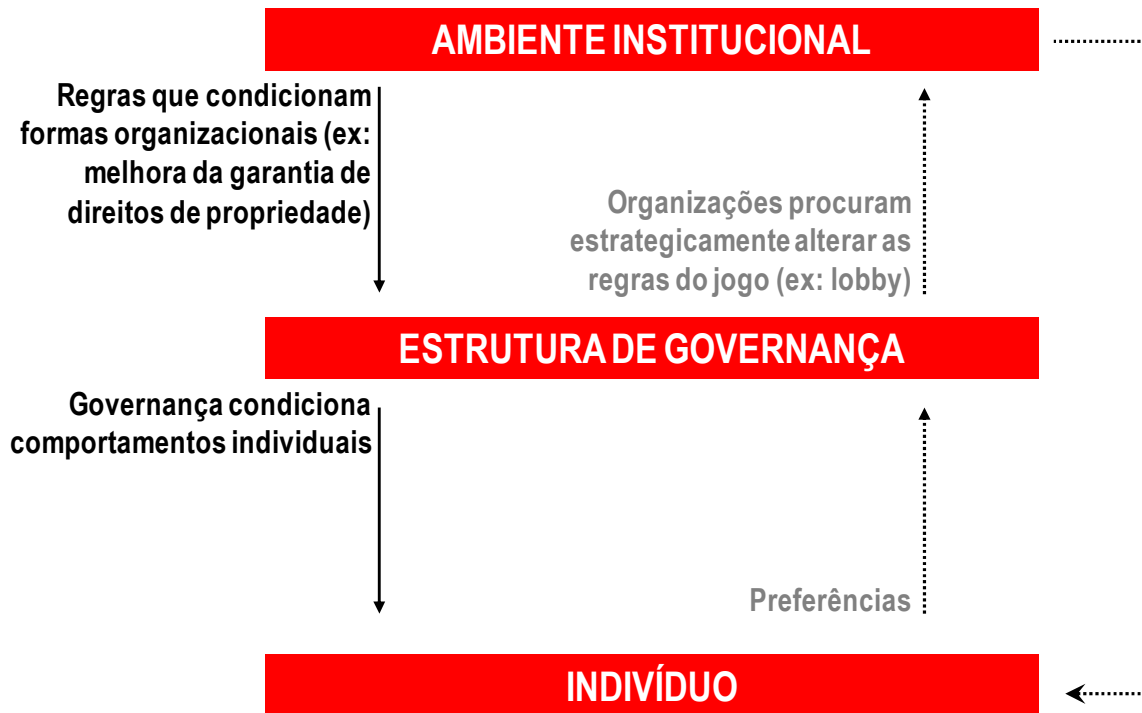 AMBIENTE INSTITUCIONAL
Regras que condicionam
formas organizacionais (ex:
melhora da garantia de
direitos de propriedade)
Organizações procuram
estrategicamente alterar as
regras do jogo (ex: lobby)
ESTRUTURA DE GOVERNANÇA
Governança condiciona
comportamentos individuais
Preferências
INDIVÍDUO